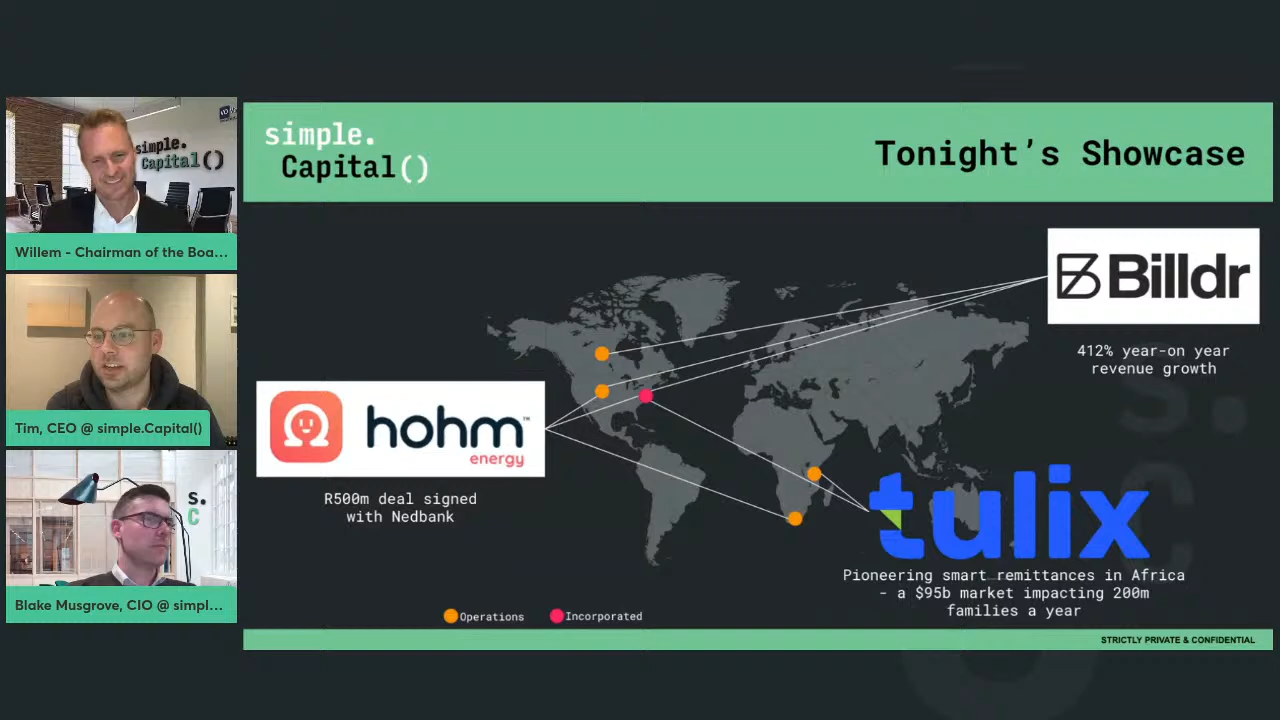 simple.
Capital()
Willem - Chairman of the Boa...
Tim, CEO @ simple.Capital()
s.
C
Blake Musgrove, CIO @ simpl...
simple.
Capital()
Tonight's Showcase
Billdr
412% year-on year
revenue growth
hohm™
energy
R500m deal signed
with Nedbank
tulix
Pioneering smart remittances in Africa
- a $95b market impacting 200m
families a year
Operations
Incorporated
STRICTLY PRIVATE & CONFIDENTIAL